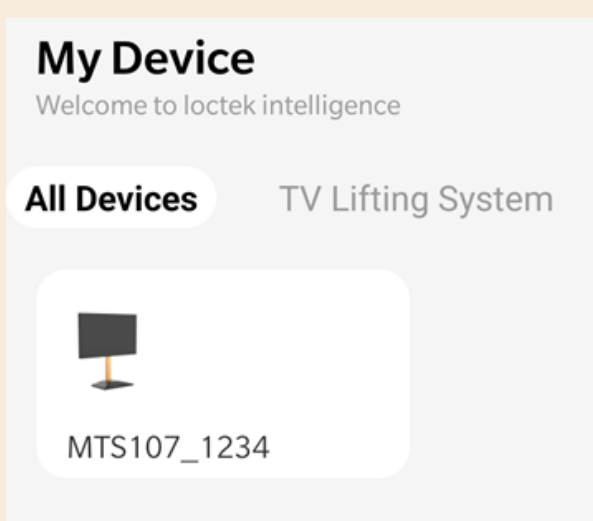 My Device
Welcome to loctek intelligence
All Devices TV Lifting System
MTS107_1234